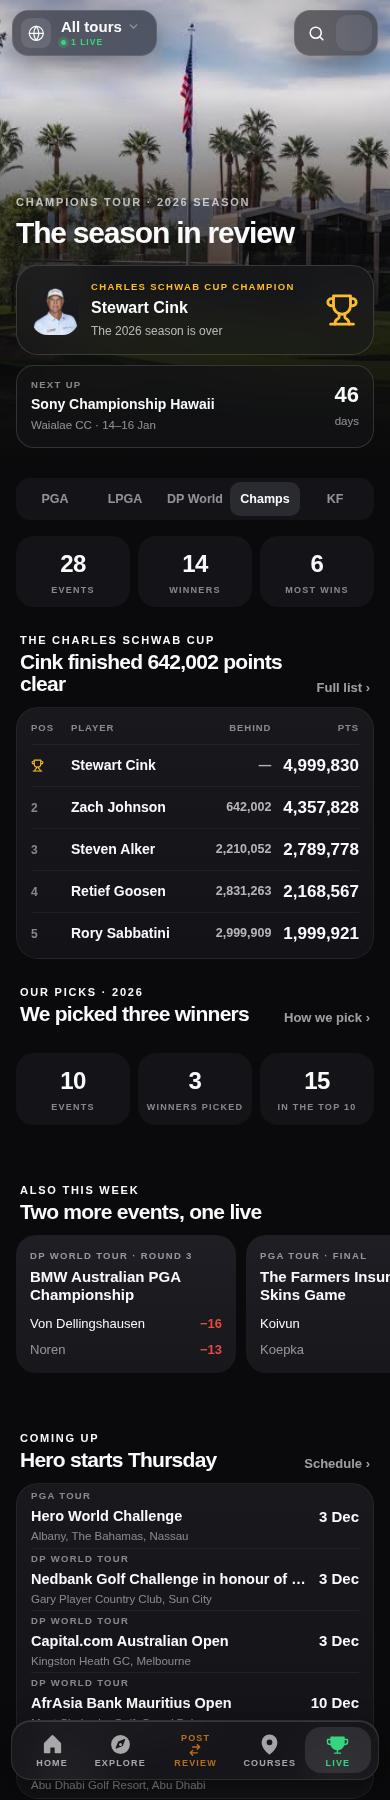 All tours
1 LIVE
CHAMPIONS TOUR · 2026 SEASON
The season in review
CHARLES SCHWAB CUP CHAMPION
Stewart Cink
The 2026 season is over
NEXT UP
Sony Championship Hawaii
Waialae CC · 14–16 Jan
46
days
PGA LPGA DP World Champs KF
28 14 6
EVENTS WINNERS MOST WINS
THE CHARLES SCHWAB CUP
Cink finished 642,002 points
clear
Full list ›
POS PLAYER BEHIND PTS
Stewart Cink — 4,999,830
2 Zach Johnson 642,002 4,357,828
3 Steven Alker 2,210,052 2,789,778
4 Retief Goosen 2,831,263 2,168,567
5 Rory Sabbatini 2,999,909 1,999,921
OUR PICKS · 2026
We picked three winners
How we pick ›
10 3 15
EVENTS WINNERS PICKED IN THE TOP 10
ALSO THIS WEEK
Two more events, one live
DP WORLD TOUR · ROUND 3
BMW Australian PGA
Championship
Von Dellingshausen −16
Noren −13
PGA TOUR · FINAL
The Farmers Insur
Skins Game
Koivun
Koepka
COMING UP
Hero starts Thursday
Schedule ›
PGA TOUR
Hero World Challenge 3 Dec
Albany, The Bahamas, Nassau
DP WORLD TOUR
Nedbank Golf Challenge in honour of … 3 Dec
Gary Player Country Club, Sun City
DP WORLD TOUR
Capital.com Australian Open 3 Dec
Kingston Heath GC, Melbourne
DP WORLD TOUR
AfrAsia Bank Mauritius Open 10 Dec
HOME EXPLORE POST REVIEW COURSES LIVE
Abu Dhabi Golf Resort, Abu Dhabi